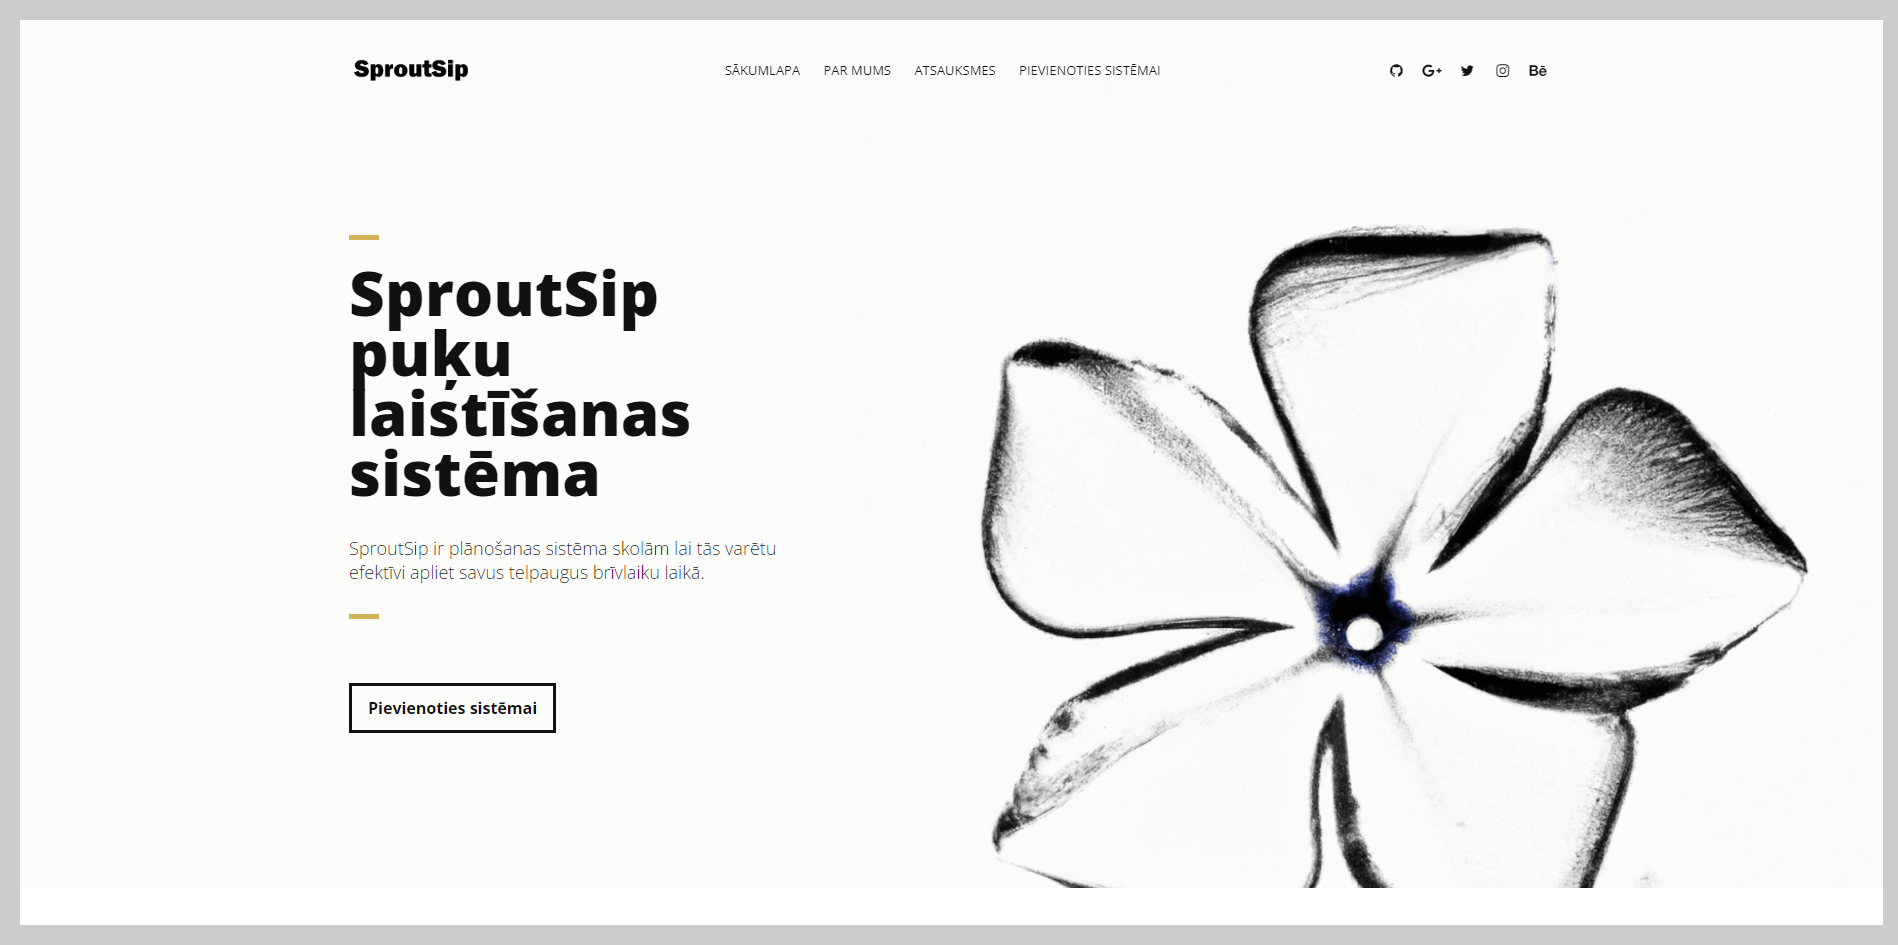 SproutSip
SĀKUMLAPA PAR MUMS ATSAUKSMES PIEVIENOTIES SISTĒMAI
G+ Bē
SproutSip
puķu
laistīšanas
sistēma
SproutSip ir plānošanas sistēma skolām lai tās varētu
efektīvi apliet savus telpaugus brīvlaiku laikā.
Pievienoties sistēmai